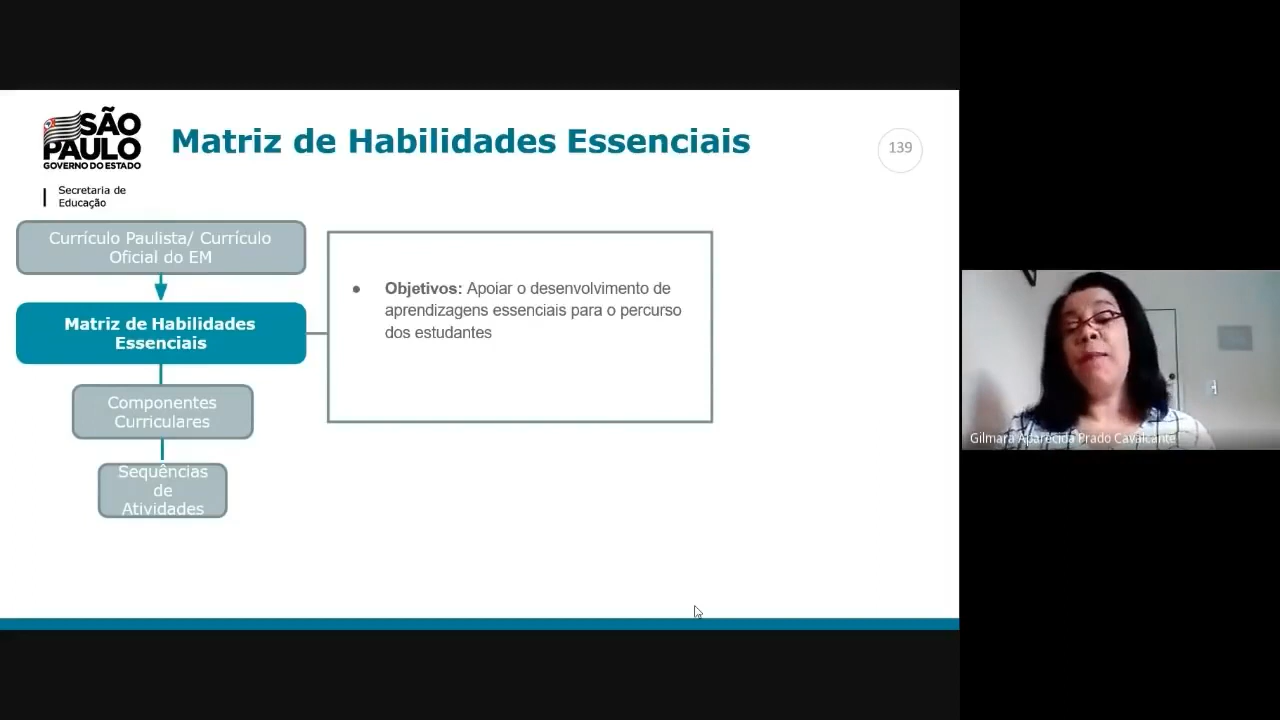 SÃO
PAULO
GOVERNO DO ESTADO
Secretaria de
Educação
Matriz de Habilidades Essenciais
139
Currículo Paulista/ Currículo
Oficial do EM
Matriz de Habilidades
Essenciais
Componentes
Curriculares
Sequências
de
Atividades
• Objetivos: Apoiar o desenvolvimento de
aprendizagens essenciais para o percurso
dos estudantes
Gilmara Aparecida Prado Cavalcante